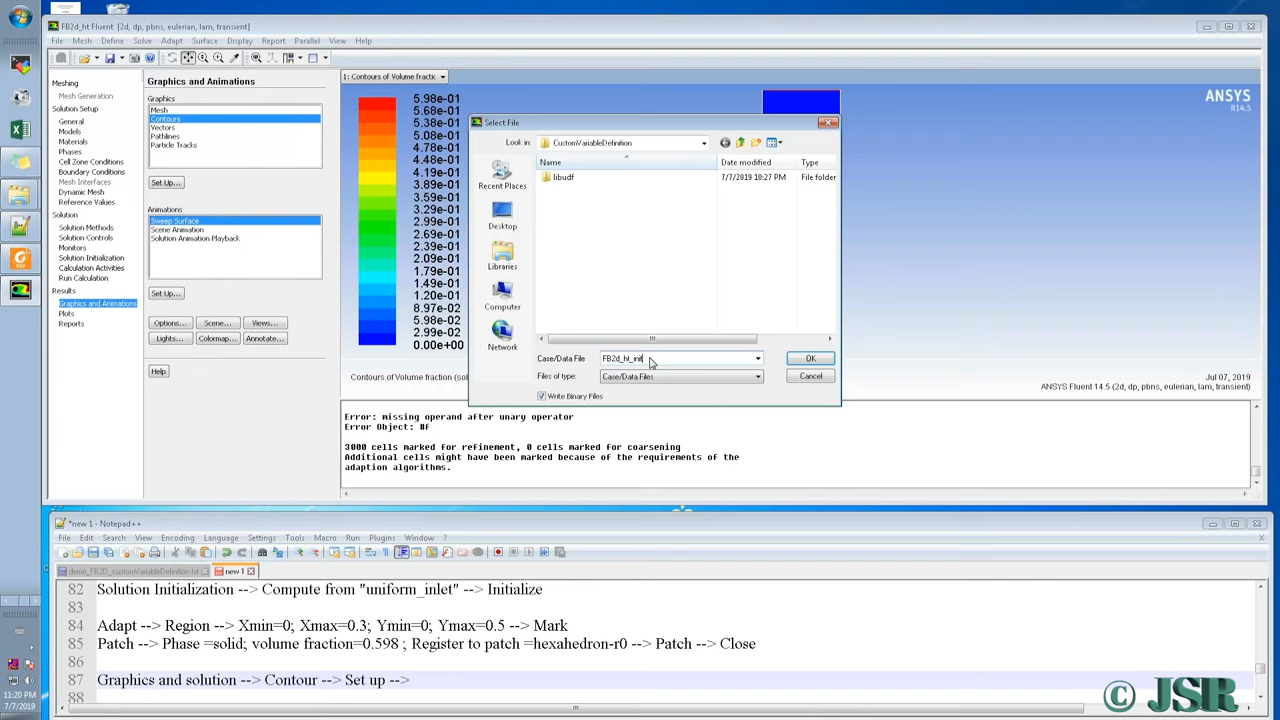 FB2d_ht Fluent [2d, dp, pbns, eulerian, lam, transient]
File Mesh Define Solve Adapt Surface Display Report Parallel View Help
Meshing
Mesh Generation
Solution Setup
General
Models
Materials
Phases
Cell Zone Conditions
Boundary Conditions
Mesh Interfaces
Dynamic Mesh
Reference Values
Solution
Solution Methods
Solution Controls
Monitors
Solution Initialization
Calculation Activities
Run Calculation
Results
Graphics and Animations
Plots
Reports
Graphics and Animations
Graphics
Mesh
Contours
Vectors
Pathlines
Particle Tracks
Set Up...
Animations
Sweep Surface
Scene Animation
Solution Animation Playback
Set Up...
Options... Scene... Views...
Lights... Colormap... Annotate...
Help
1: Contours of Volume fractic
5.98e-01
5.68e-01
5.38e-01
5.08e-01
4.78e-01
4.48e-01
4.19e-01
3.89e-01
3.59e-01
3.29e-01
2.99e-01
2.69e-01
2.39e-01
2.09e-01
1.79e-01
1.49e-01
1.20e-01
8.97e-02
5.98e-02
2.99e-02
0.00e+00
ANSYS
R14.5
Contours of Volume fraction (sol
Jul 07, 2019
ANSYS Fluent 14.5 (2d, dp, pbns, eulerian, lam, transient)
Select File
Look in: CustomVariableDefinition
Name Date modified Type
libudf 7/7/2019 10:27 PM File folder
Recent Places
Desktop
Libraries
Computer
Network
Case/Data File FB2d_ht_init OK
Files of type: Case/Data Files Cancel
Write Binary Files
Error: missing operand after unary operator
Error Object: #f
3000 cells marked for refinement, 0 cells marked for coarsening
Additional cells might have been marked because of the requirements of the
adaption algorithms.
*new 1 - Notepad++
File Edit Search View Encoding Language Settings Tools Macro Run Plugins Window ?
demo_FB2D_customVariableDefinition.txt new 1
82 Solution Initialization --> Compute from "uniform_inlet" --> Initialize
83
84 Adapt --> Region --> Xmin=0; Xmax=0.3; Ymin=0; Ymax=0.5 --> Mark
85 Patch --> Phase =solid; volume fraction=0.598 ; Register to patch =hexahedron-r0 --> Patch --> Close
86
87 Graphics and solution --> Contour --> Set up -->
88
11:20 PM
7/7/2019
© JSR